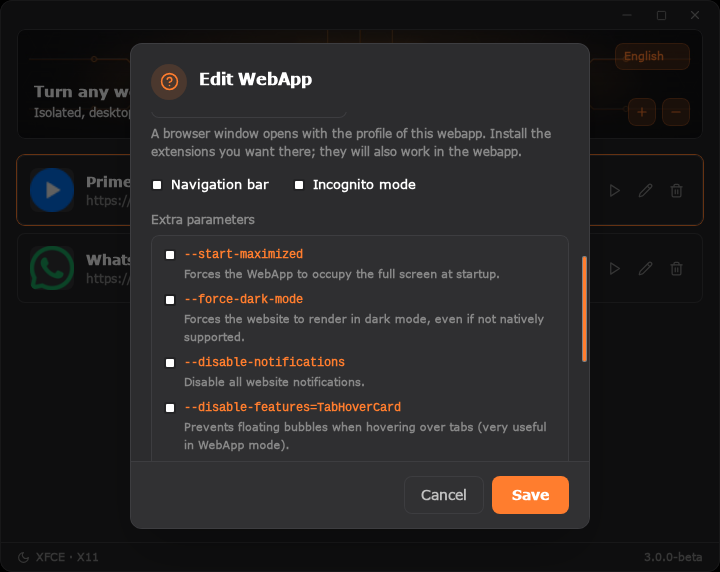 English
Turn any w
Isolated, deskto
Edit WebApp
A browser window opens with the profile of this webapp. Install the
extensions you want there; they will also work in the webapp.
Navigation bar
Incognito mode
Extra parameters
--start-maximized
Forces the WebApp to occupy the full screen at startup.
--force-dark-mode
Forces the website to render in dark mode, even if not natively
supported.
--disable-notifications
Disable all website notifications.
--disable-features=TabHoverCard
Prevents floating bubbles when hovering over tabs (very useful
in WebApp mode).
Cancel
Save
Prime
https:/
Whats
https:/
XFCE · X11
3.0.0-beta